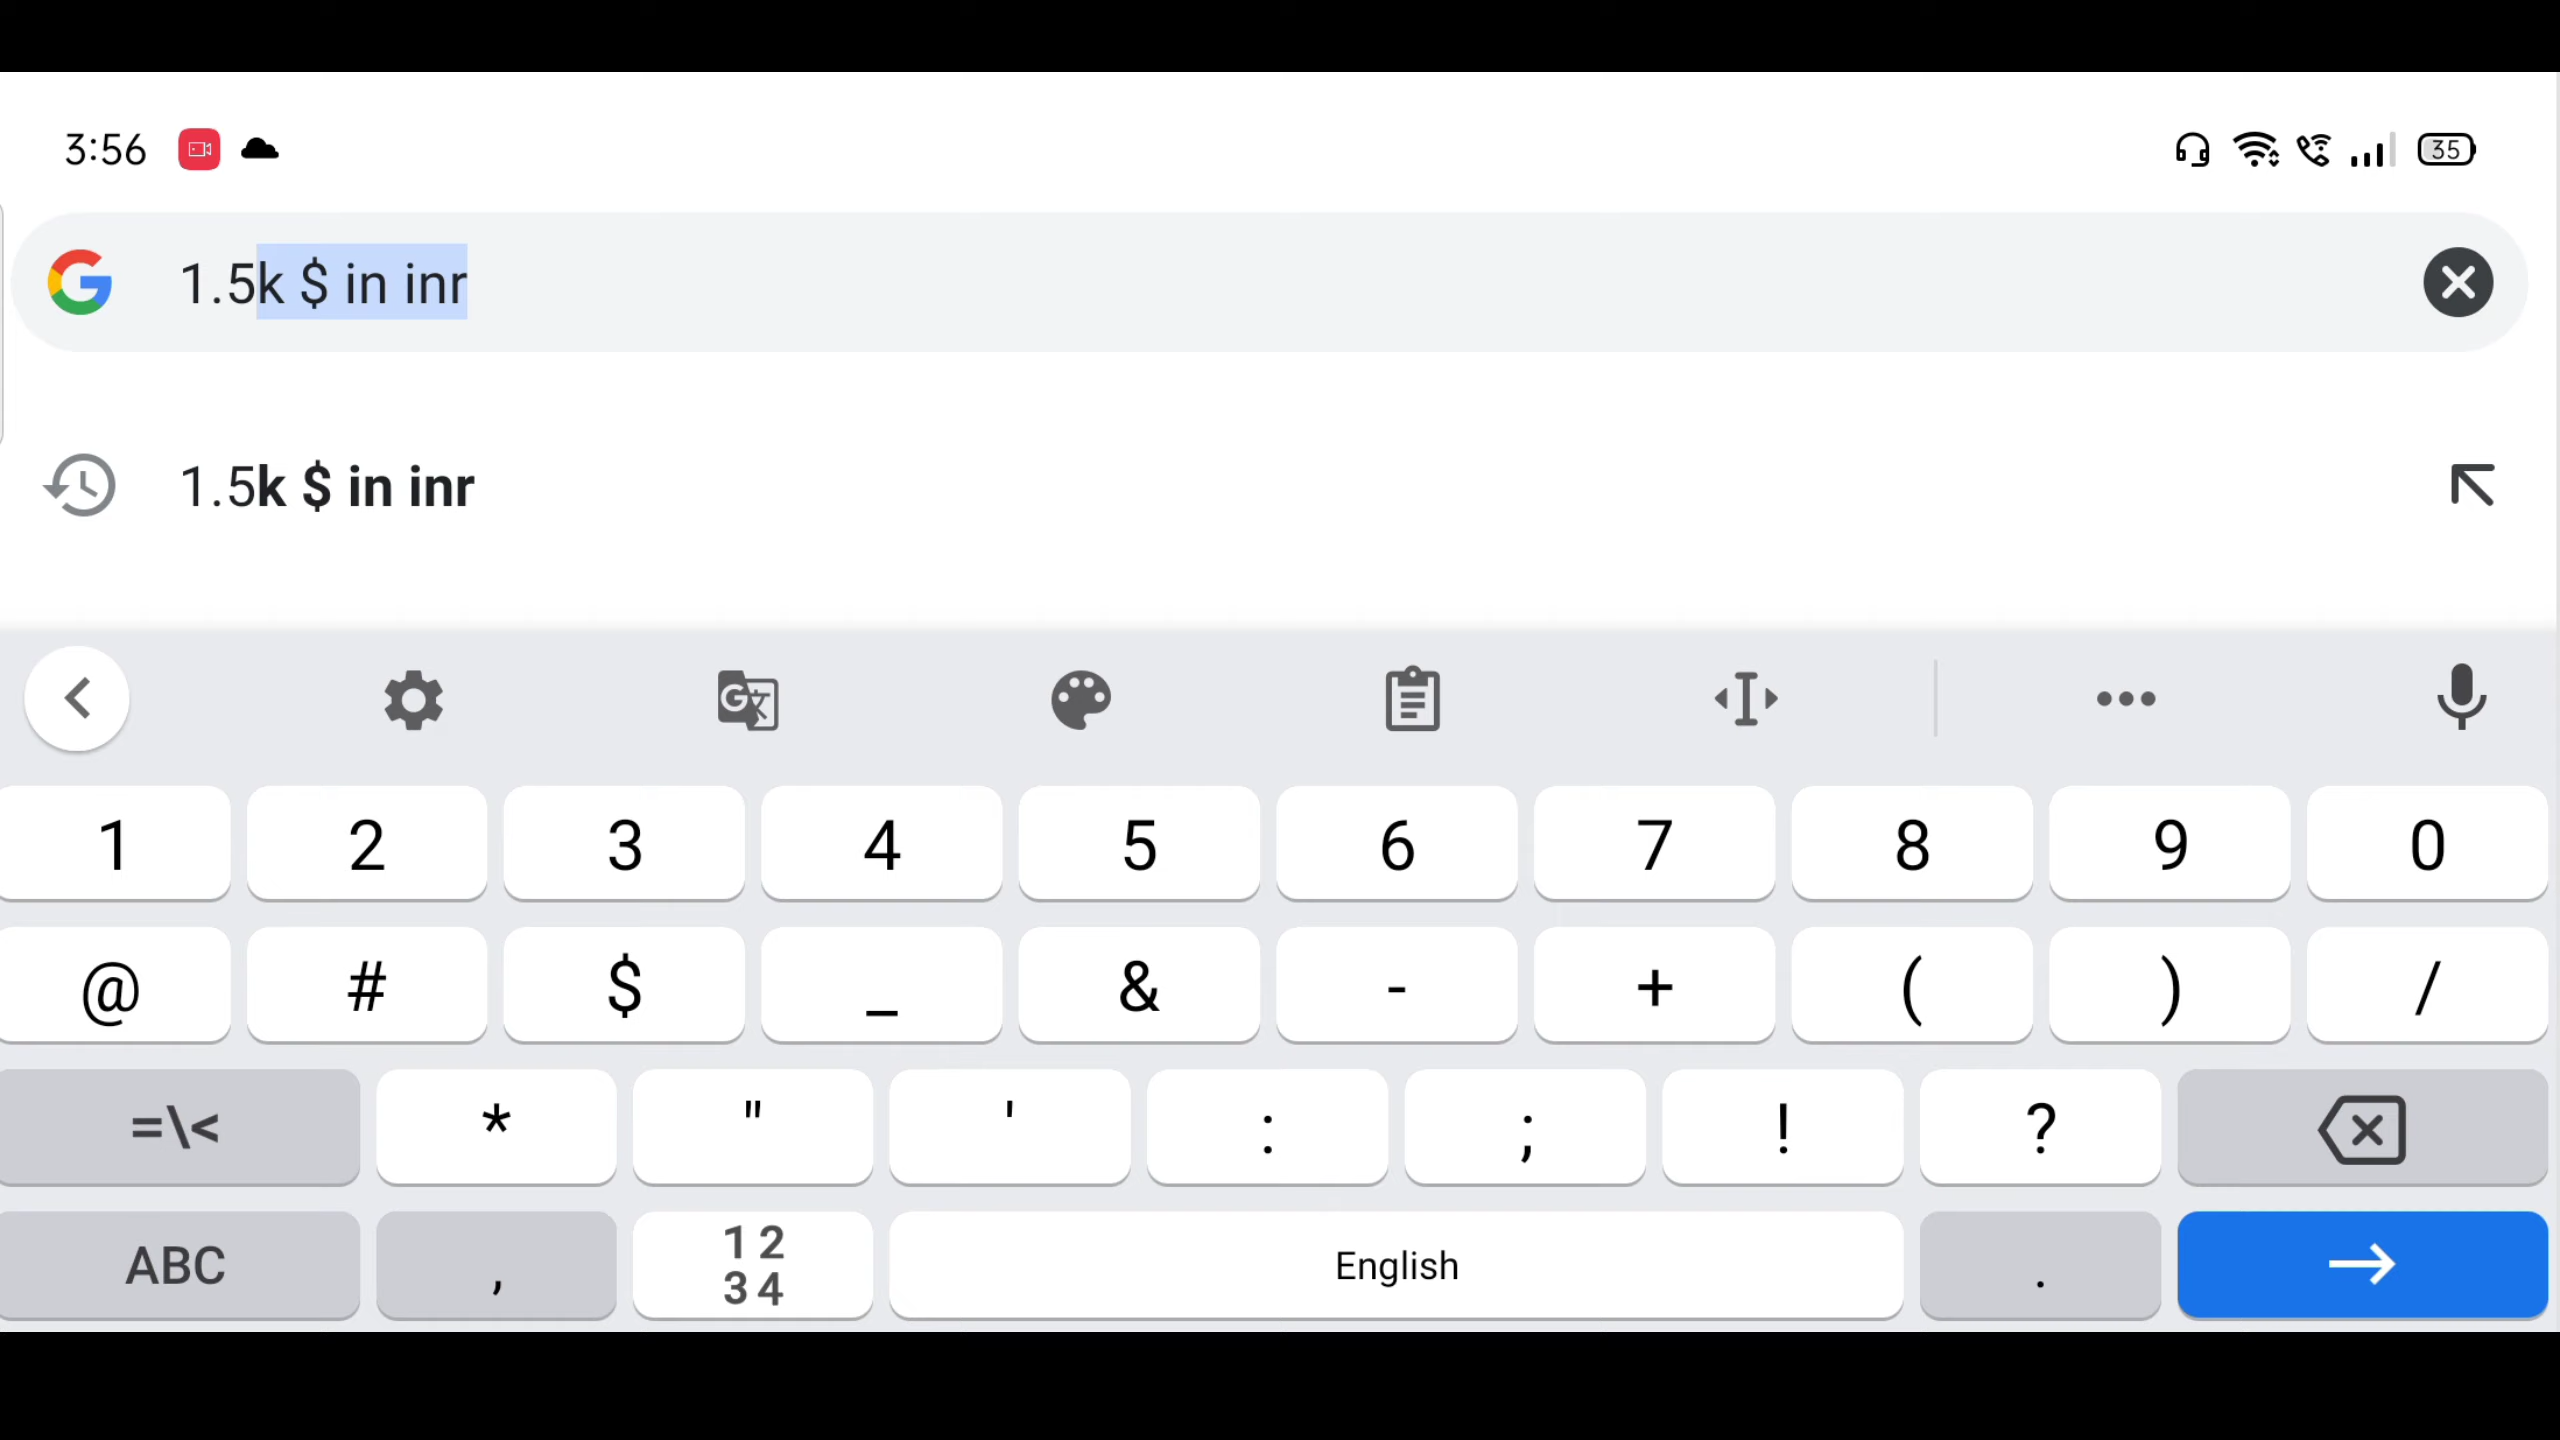 3:56
35
1.5k $ in inr
1.5k $ in inr
1 2 3 4 5 6 7 8 9 0
@ # $ _ & - + ( ) /
=\< * " ' : ; ! ?
ABC , 1 2 3 4 English .